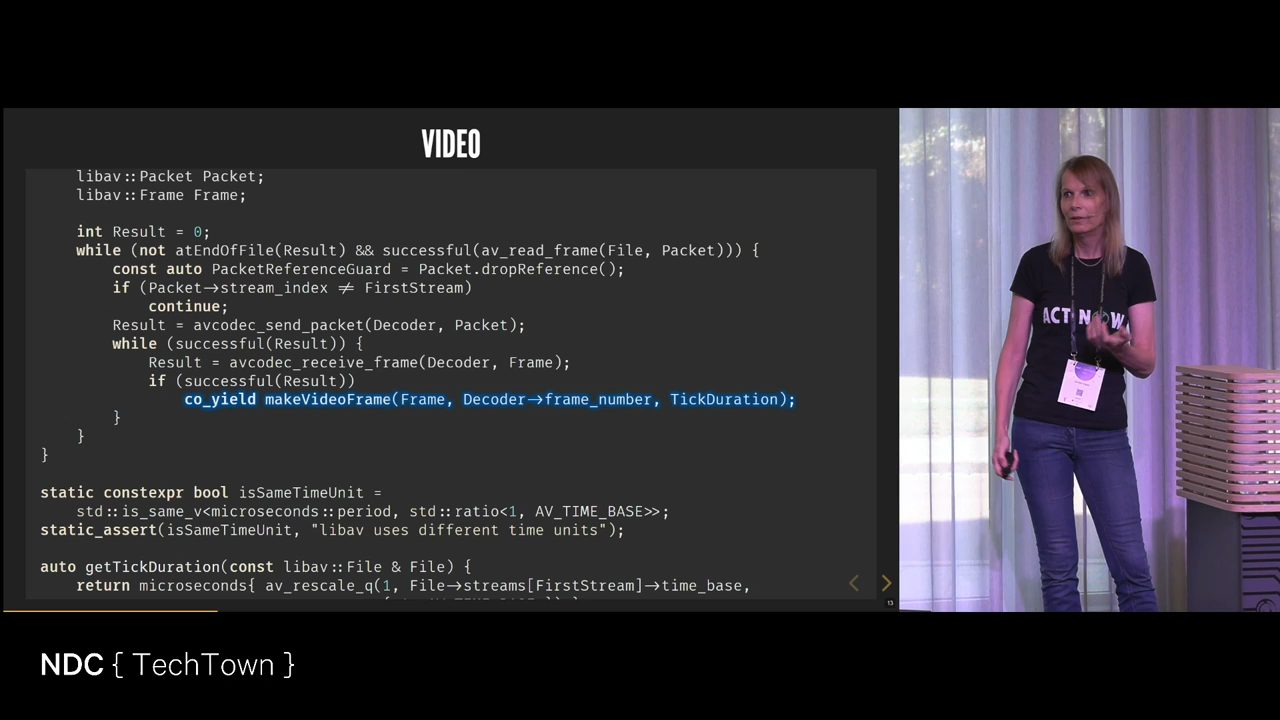 VIDEO
libav::Packet Packet;
libav::Frame Frame;
int Result = 0;
while (not atEndOfFile(Result) && successful(av_read_frame(File, Packet))) {
const auto PacketReferenceGuard = Packet.dropReference();
if (Packet->stream_index ≠ FirstStream)
continue;
Result = avcodec_send_packet(Decoder, Packet);
while (successful(Result)) {
Result = avcodec_receive_frame(Decoder, Frame);
if (successful(Result))
co_yield makeVideoFrame(Frame, Decoder->frame_number, TickDuration);
}
}
}
static constexpr bool isSameTimeUnit =
std::is_same_v<microseconds::period, std::ratio<1, AV_TIME_BASE>>;
static_assert(isSameTimeUnit, "libav uses different time units");
auto getTickDuration(const libav::File & File) {
return microseconds{ av_rescale_q(1, File->streams[FirstStream]->time_base,
13
ACT NOW
NDC { TechTown }